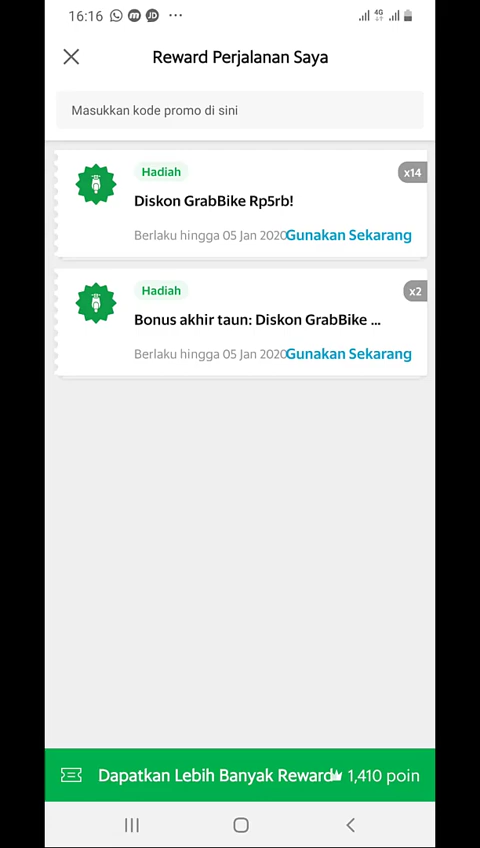 16:16
4G
Reward Perjalanan Saya
Masukkan kode promo di sini
Hadiah
x14
Diskon GrabBike Rp5rb!
Berlaku hingga 05 Jan 2020
Gunakan Sekarang
Hadiah
x2
Bonus akhir taun: Diskon GrabBike ...
Berlaku hingga 05 Jan 2020
Gunakan Sekarang
Dapatkan Lebih Banyak Reward
1,410 poin